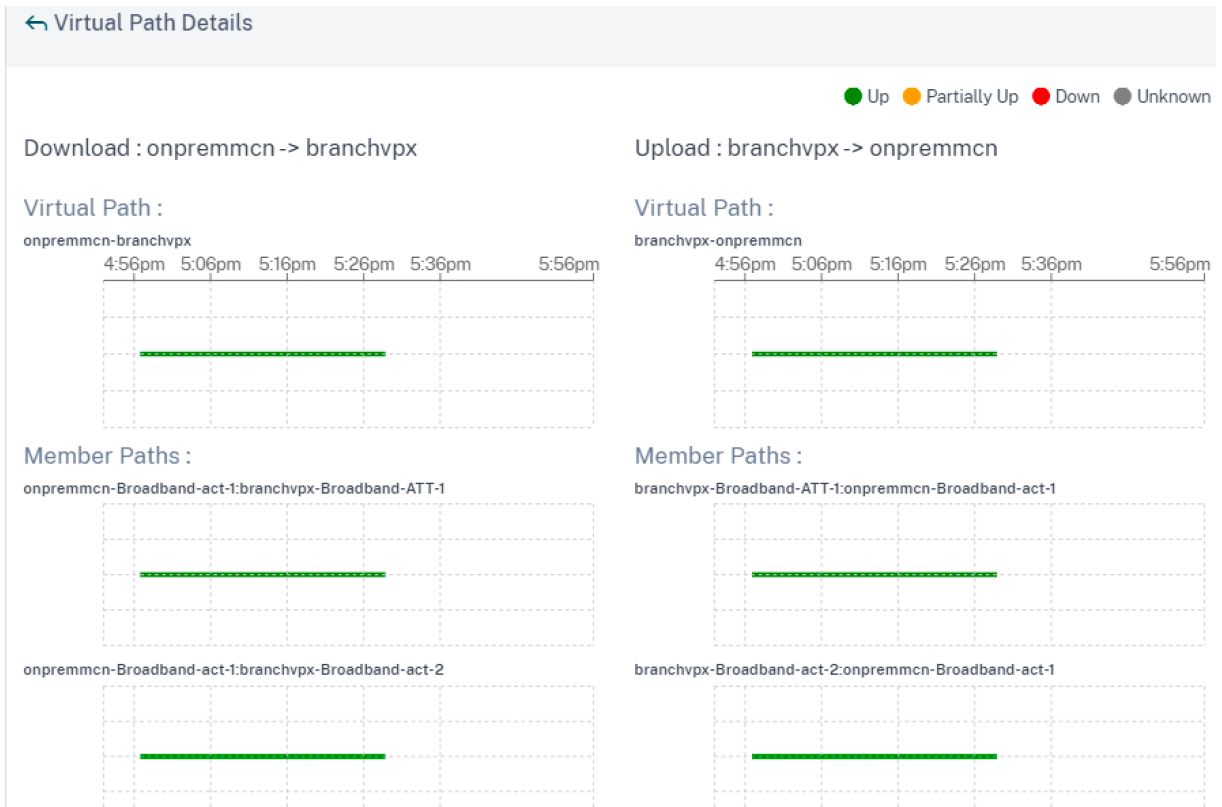 Virtual Path Details
Up Partially Up Down Unknown
Download : onpremmcn -> branchvpx
Virtual Path :
onpremmcn-branchvpx
4:56pm 5:06pm 5:16pm 5:26pm 5:36pm 5:56pm
Member Paths :
onpremmcn-Broadband-act-1:branchvpx-Broadband-ATT-1
onpremmcn-Broadband-act-1:branchvpx-Broadband-act-2
Upload : branchvpx -> onpremmcn
Virtual Path :
branchvpx-onpremmcn
4:56pm 5:06pm 5:16pm 5:26pm 5:36pm 5:56pm
Member Paths :
branchvpx-Broadband-ATT-1:onpremmcn-Broadband-act-1
branchvpx-Broadband-act-2:onpremmcn-Broadband-act-1